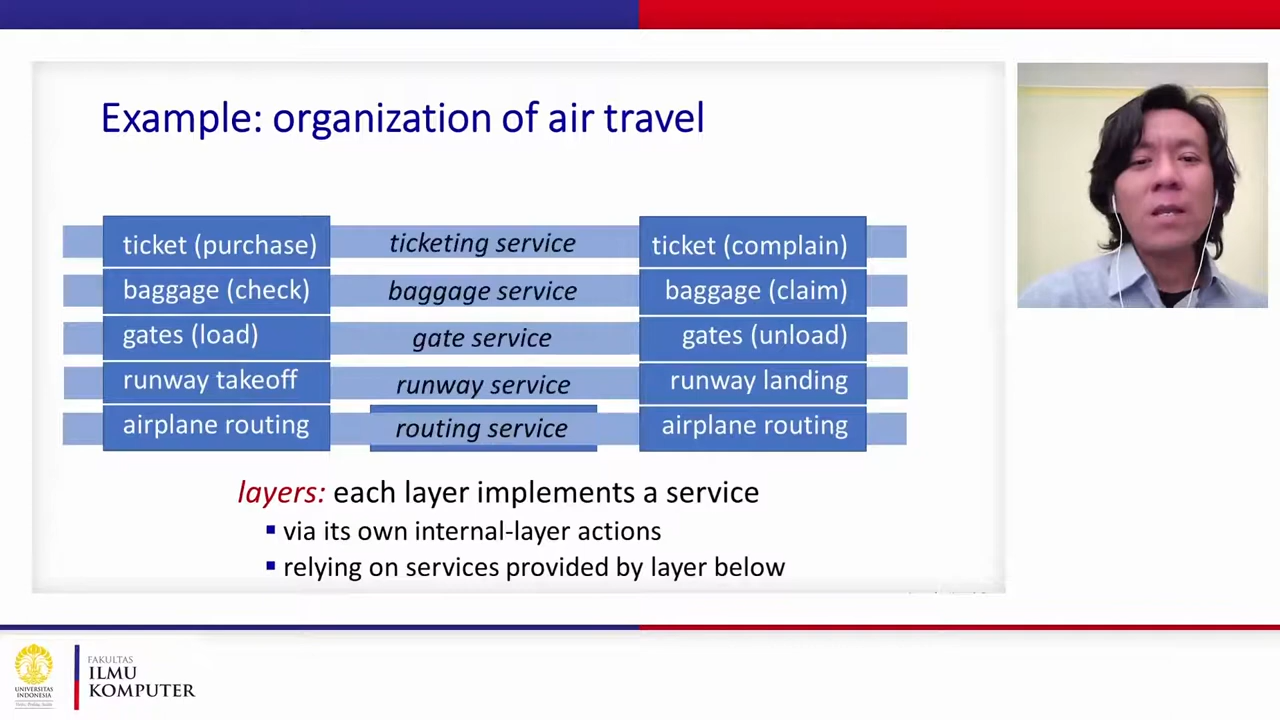 Example: organization of air travel
ticket (purchase) ticketing service ticket (complain)
baggage (check) baggage service baggage (claim)
gates (load) gate service gates (unload)
runway takeoff runway service runway landing
airplane routing routing service airplane routing
layers: each layer implements a service
▪ via its own internal-layer actions
▪ relying on services provided by layer below
UNIVERSITAS
INDONESIA
FAKULTAS
ILMU
KOMPUTER